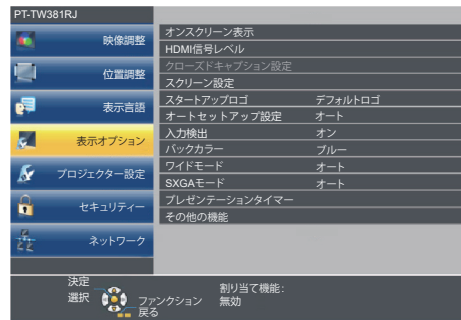 PT-TW381RJ
映像調整
位置調整
表示言語
表示オプション
プロジェクター設定
セキュリティー
ネットワーク
オンスクリーン表示
HDMI信号レベル
クローズドキャプション設定
スクリーン設定
スタートアップロゴ デフォルトロゴ
オートセットアップ設定 オート
入力検出 オン
バックカラー ブルー
ワイドモード オート
SXGAモード オート
プレゼンテーションタイマー
その他の機能
決定
選択
ファンクション
戻る
割り当て機能:
無効